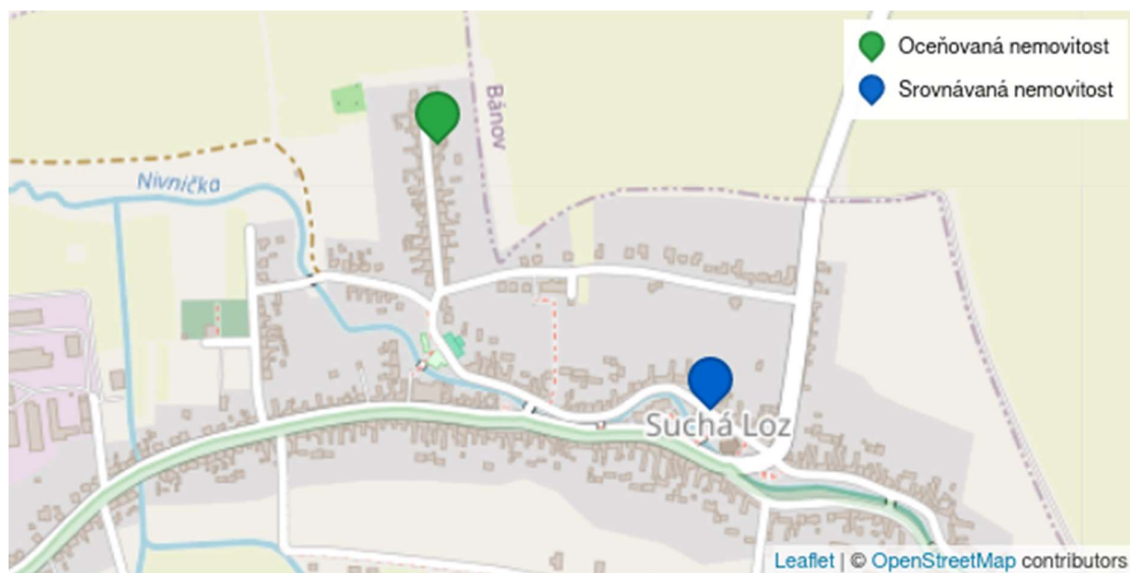 Oceňovaná nemovitost
Srovnávaná nemovitost
Bánov
Nivnička
Suchá Loz
Leaflet | © OpenStreetMap contributors